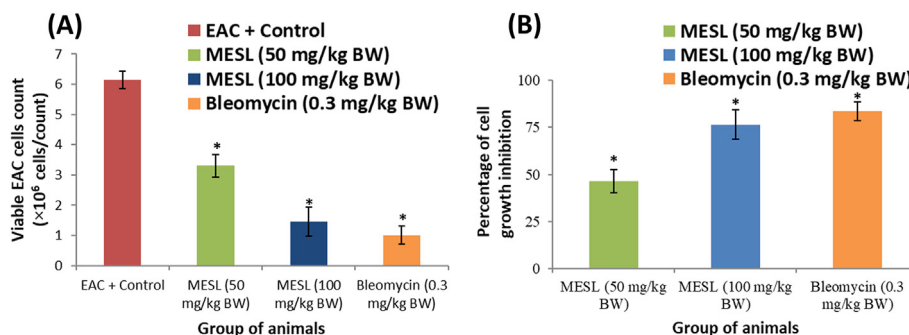 (A)
EAC + Control
MESL (50 mg/kg BW)
MESL (100 mg/kg BW)
Bleomycin (0.3 mg/kg BW)
Viable EAC cells count
(×10⁶ cells/count)
7
6
5
4
3
2
1
0
*
*
*
EAC + Control
MESL (50
mg/kg BW)
MESL (100
mg/kg BW)
Bleomycin (0.3
mg/kg BW)
Group of animals
(B)
MESL (50 mg/kg BW)
MESL (100 mg/kg BW)
Bleomycin (0.3 mg/kg BW)
Percentage of cell
growth inhibition
100
75
50
25
0
*
*
*
MESL (50 mg/kg
BW)
MESL (100 mg/kg
BW)
Bleomycin (0.3
mg/kg BW)
Group of animals